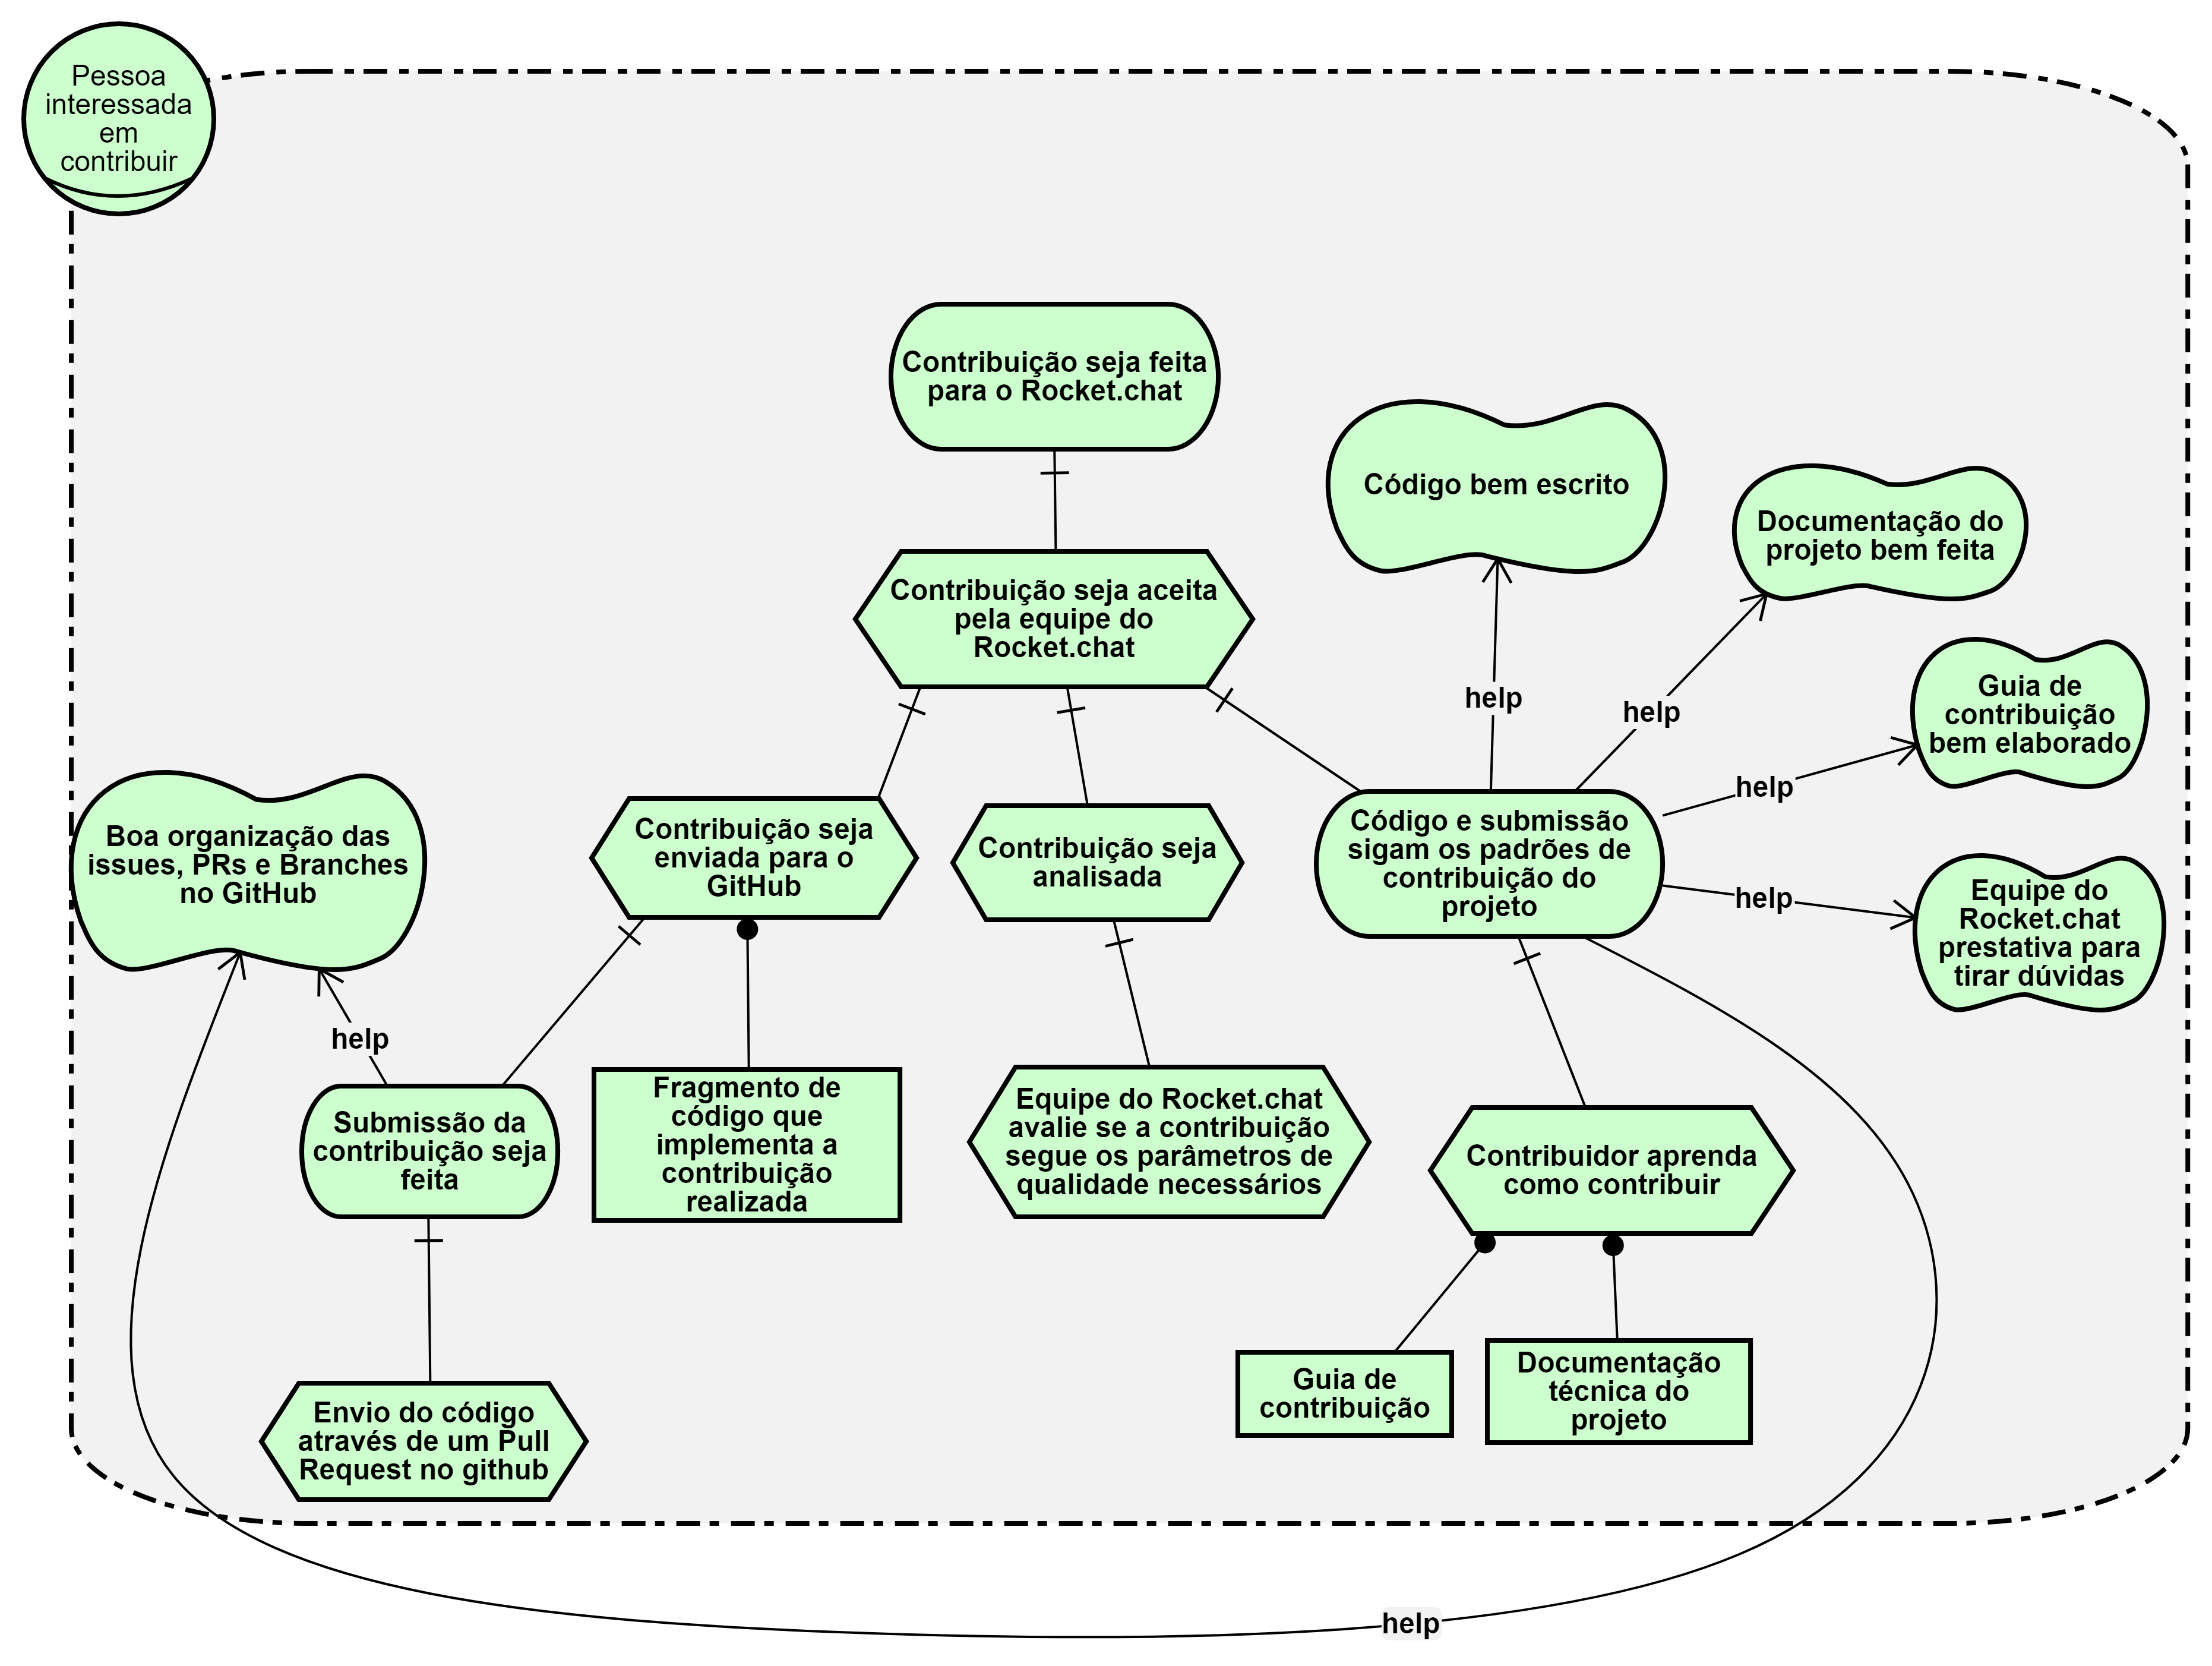 Pessoa
interessada
em
contribuir
Contribuição seja feita
para o Rocket.chat
Código bem escrito
Documentação do
projeto bem feita
Contribuição seja aceita
pela equipe do
Rocket.chat
help
help
Guia de
contribuição
bem elaborado
help
Boa organização das
issues, PRs e Branches
no GitHub
Contribuição seja
enviada para o
GitHub
Contribuição seja
analisada
Código e submissão
sigam os padrões de
contribuição do
projeto
help
Equipe do
Rocket.chat
prestativa para
tirar dúvidas
help
Submissão da
contribuição seja
feita
Fragmento de
código que
implementa a
contribuição
realizada
Equipe do Rocket.chat
avalie se a contribuição
segue os parâmetros de
qualidade necessários
Contribuidor aprenda
como contribuir
Envio do código
através de um Pull
Request no github
Guia de
contribuição
Documentação
técnica do
projeto
help